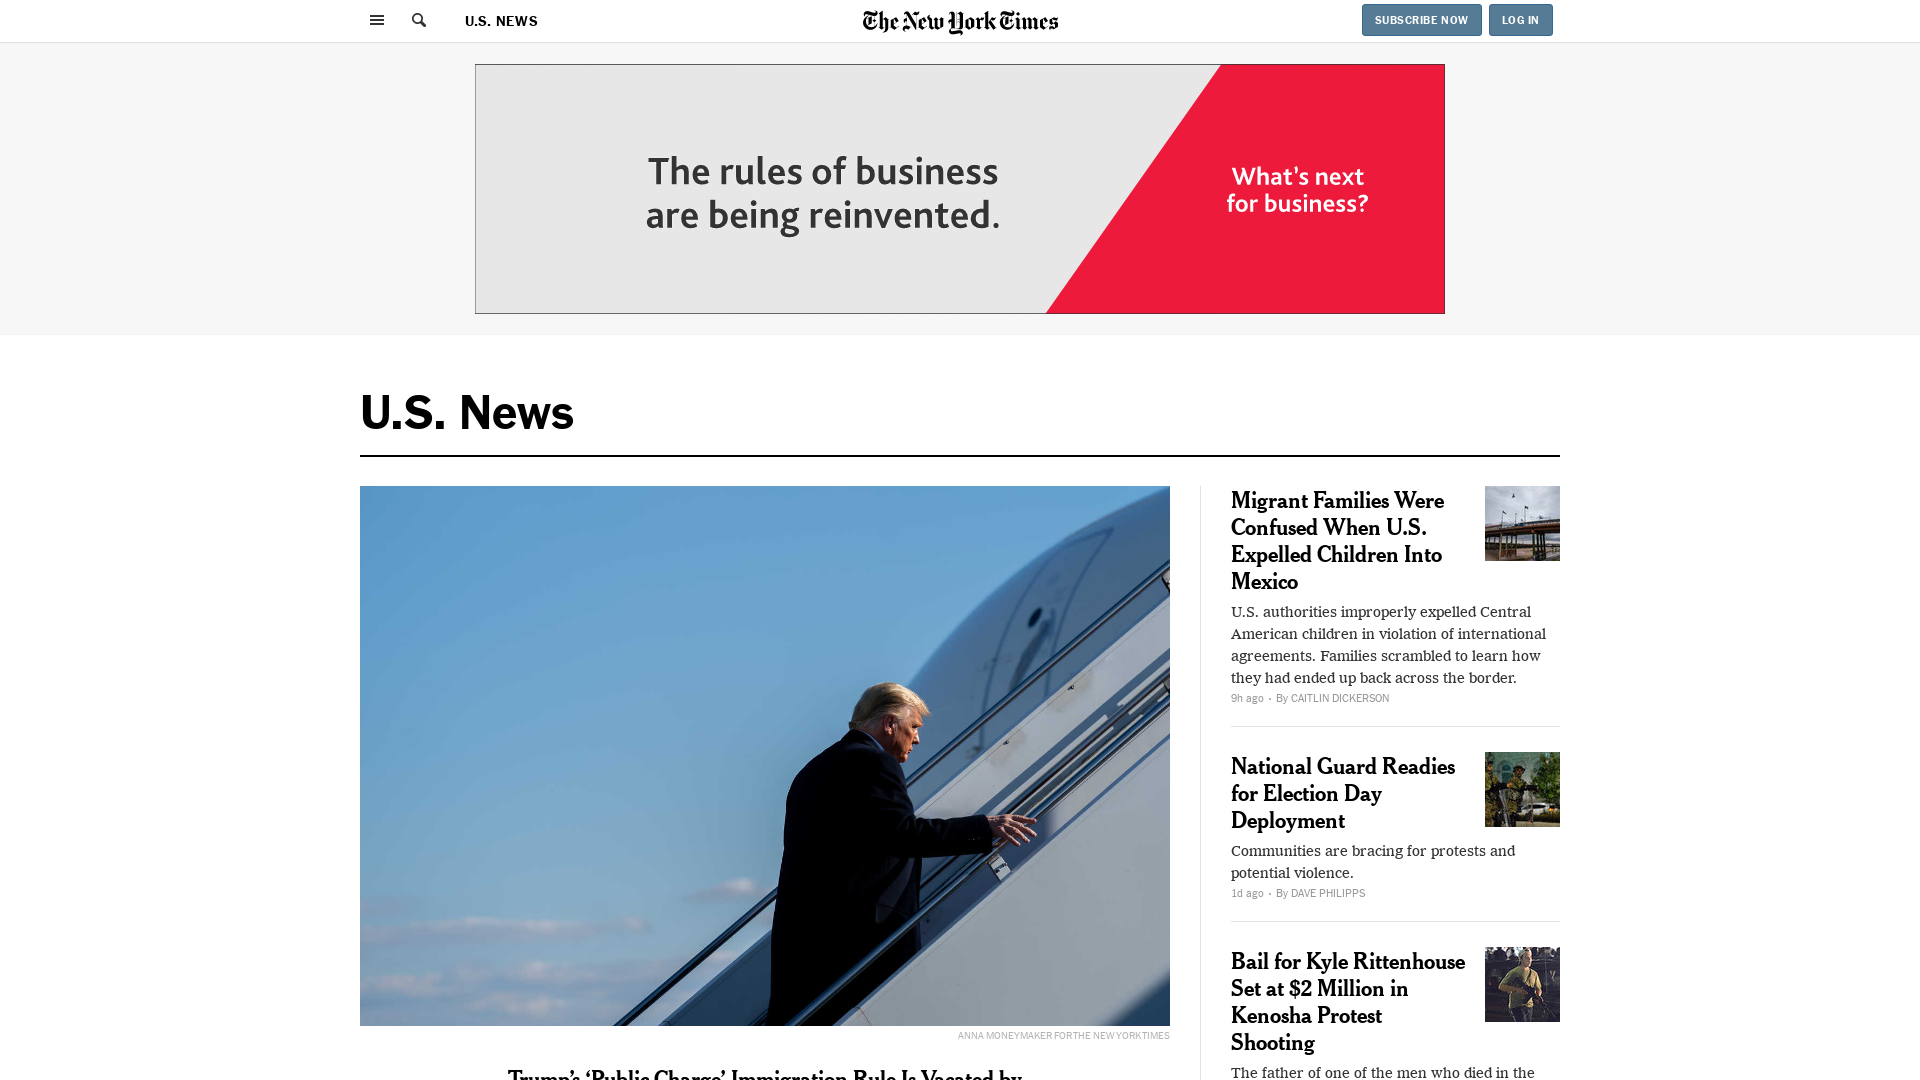 U.S. NEWS
The New York Times
SUBSCRIBE NOW
LOG IN
The rules of business
are being reinvented.
What's next
for business?
U.S. News
ANNA MONEYMAKER FOR THE NEW YORK TIMES
Trump's 'Public Charge' Immigration Rule Is Vacated by
Migrant Families Were
Confused When U.S.
Expelled Children Into
Mexico
U.S. authorities improperly expelled Central
American children in violation of international
agreements. Families scrambled to learn how
they had ended up back across the border.
9h ago · By CAITLIN DICKERSON
National Guard Readies
for Election Day
Deployment
Communities are bracing for protests and
potential violence.
1d ago · By DAVE PHILIPPS
Bail for Kyle Rittenhouse
Set at $2 Million in
Kenosha Protest
Shooting
The father of one of the men who died in the